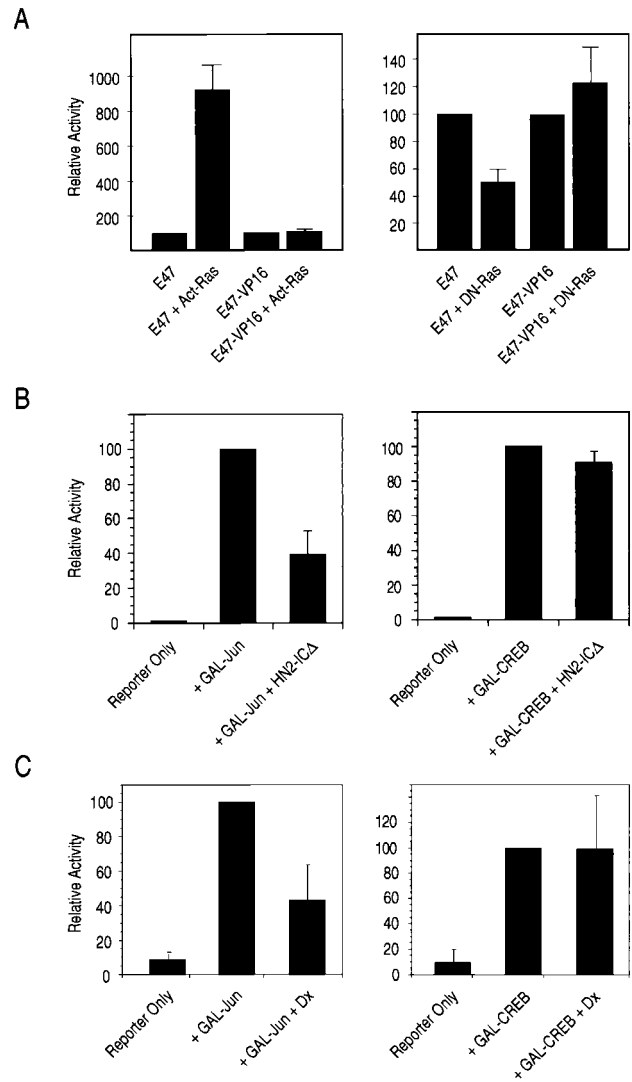 A
Relative Activity
1000
800
600
400
200
E47
E47 + Act-Ras
E47-VP16
E47-VP16 + Act-Ras
140
120
100
80
60
40
20
E47
E47 + DN-Ras
E47-VP16
E47-VP16 + DN-Ras
B
Relative Activity
100
80
60
40
20
0
Reporter Only
+ GAL-Jun
+ GAL-Jun + HN2-ICΔ
100
80
60
40
20
0
Reporter Only
+ GAL-CREB
+ GAL-CREB + HN2-ICΔ
C
Relative Activity
100
80
60
40
20
0
Reporter Only
+ GAL-Jun
+ GAL-Jun + Dx
120
100
80
60
40
20
0
Reporter Only
+ GAL-CREB
+ GAL-CREB + Dx